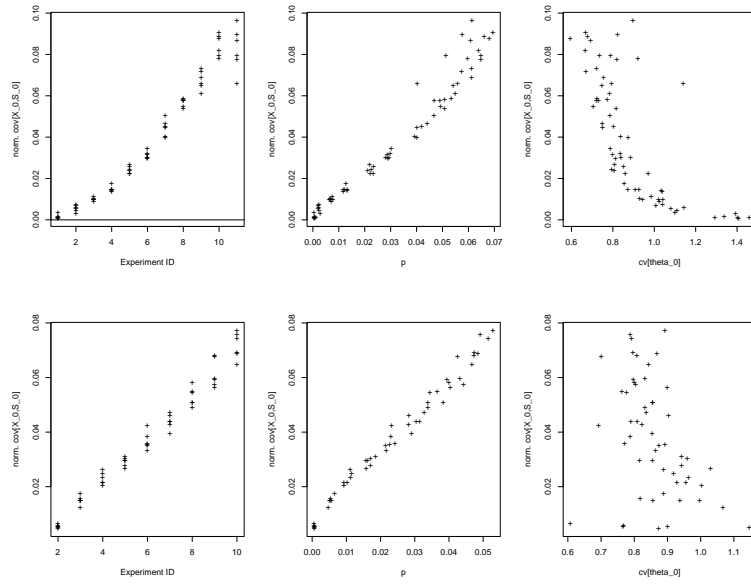 norm. cov[X_0,S_0]
0.00 0.02 0.04 0.06 0.08 0.10
2 4 6 8 10
Experiment ID
norm. cov[X_0,S_0]
0.00 0.02 0.04 0.06 0.08 0.10
0.00 0.01 0.02 0.03 0.04 0.05 0.06 0.07
p
norm. cov[X_0,S_0]
0.00 0.02 0.04 0.06 0.08 0.10
0.6 0.8 1.0 1.2 1.4
cv[theta_0]
norm. cov[X_0,S_0]
0.02 0.04 0.06 0.08
2 4 6 8 10
Experiment ID
norm. cov[X_0,S_0]
0.02 0.04 0.06 0.08
0.00 0.01 0.02 0.03 0.04 0.05
p
norm. cov[X_0,S_0]
0.02 0.04 0.06 0.08
0.6 0.7 0.8 0.9 1.0 1.1
cv[theta_0]